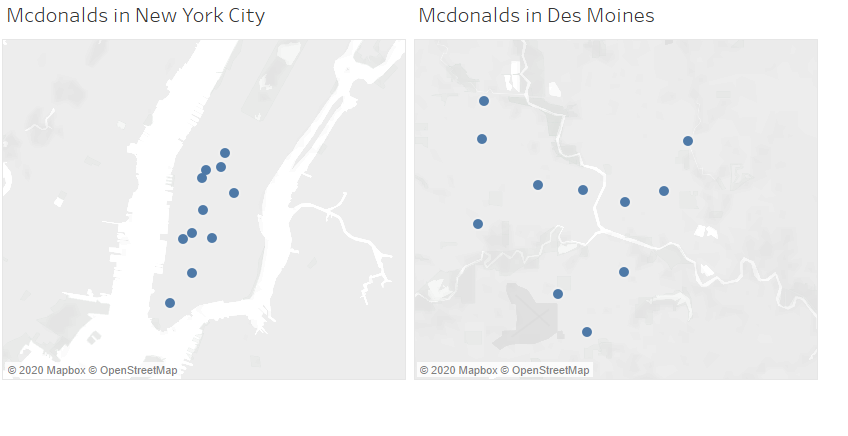 Mcdonalds in New York City
Mcdonalds in Des Moines
© 2020 Mapbox © OpenStreetMap
© 2020 Mapbox © OpenStreetMap